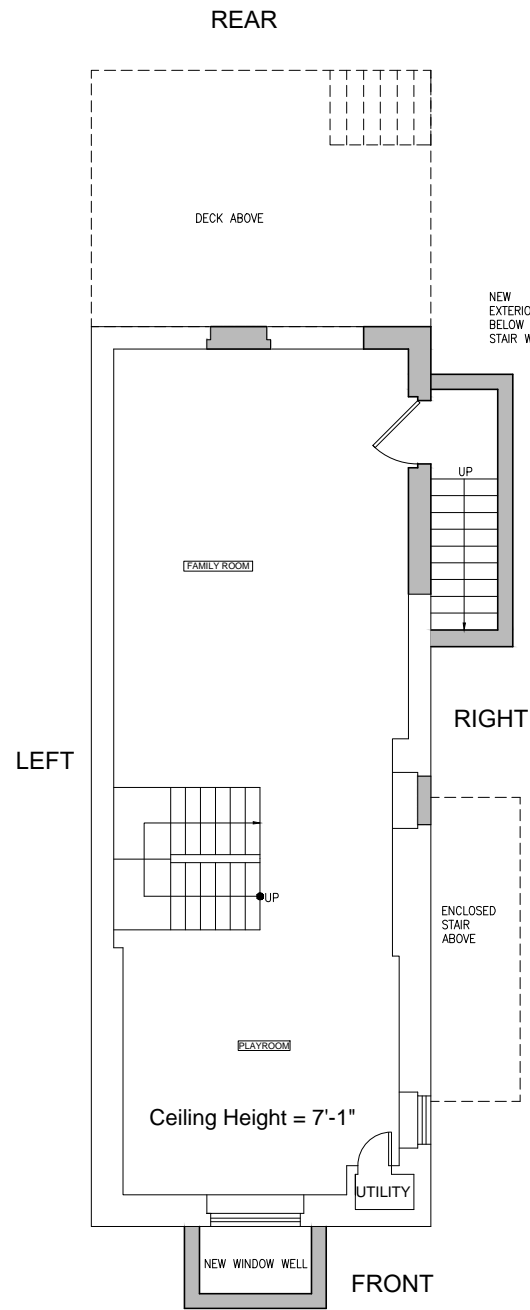 REAR
DECK ABOVE
NEW
BELOW
STAIR
UP
FAMILY ROOM
RIGHT
LEFT
UP
ENCLOSED
STAIR
ABOVE
PLAYROOM
Ceiling Height = 7'-1"
UTILITY
NEW WINDOW WELL
FRONT